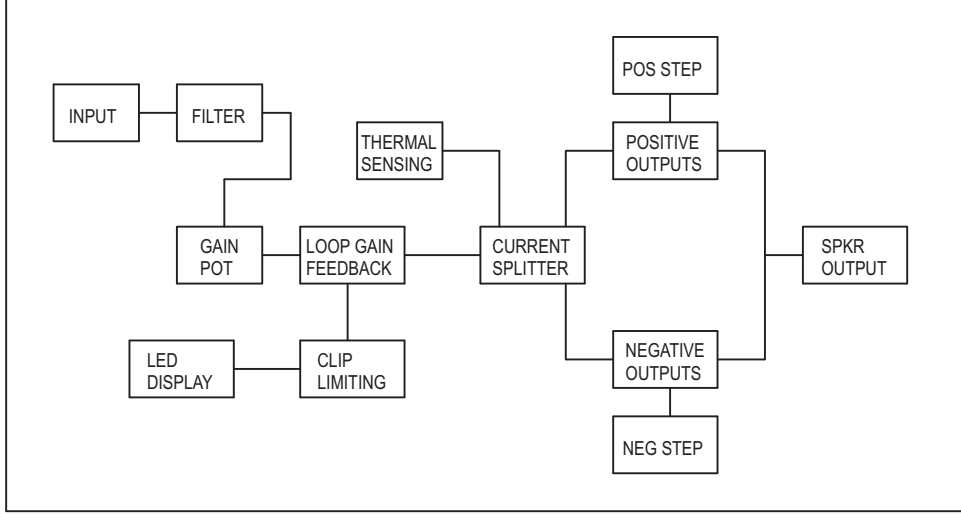 POS STEP
INPUT
FILTER
THERMAL
SENSING
POSITIVE
OUTPUTS
GAIN
POT
LOOP GAIN
FEEDBACK
CURRENT
SPLITTER
SPKR
OUTPUT
LED
DISPLAY
CLIP
LIMITING
NEGATIVE
OUTPUTS
NEG STEP